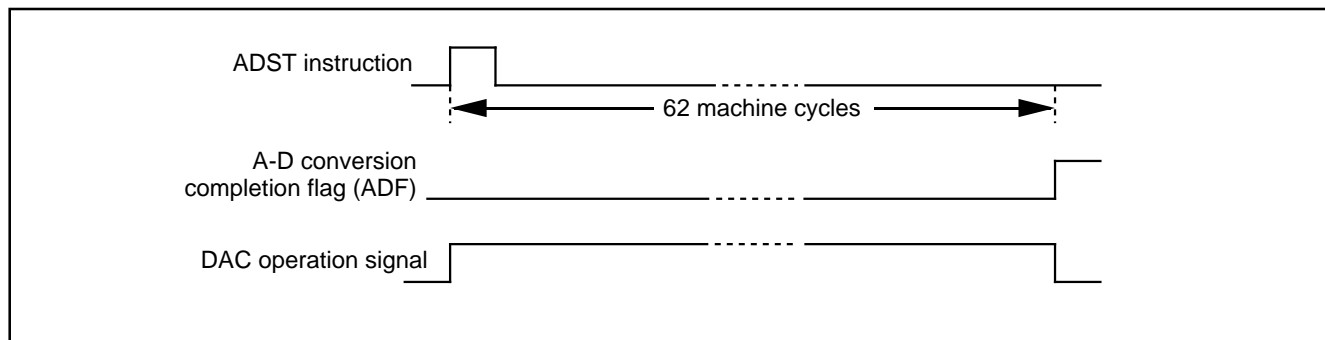 ADST instruction
62 machine cycles
A-D conversion
completion flag (ADF)
DAC operation signal